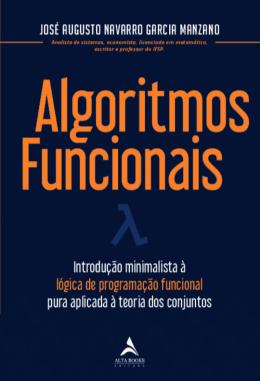 JOSÉ AUGUSTO NAVARRO GARCIA MANZANO
Analista de sistemas, economista, licenciado em matemática,
escritor e professor do IFSP.
Algoritmos
Funcionais
λ
Introdução minimalista à
lógica de programação funcional
pura aplicada à teoria dos conjuntos
ALTA BOOKS
EDITORA